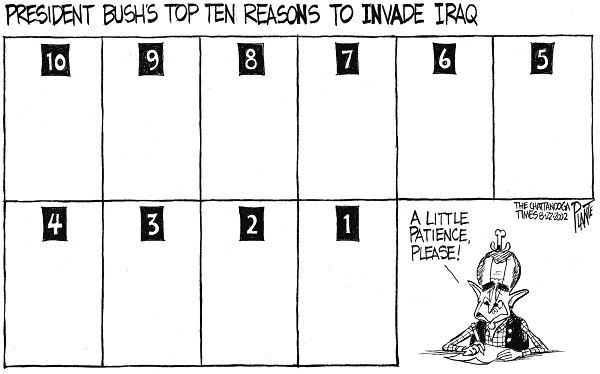 PRESIDENT BUSH'S TOP TEN REASONS TO INVADE IRAQ
10 9 8 7 6 5
4 3 2 1
THE CHATTANOOGA
TIMES 8-22-2002
PLANTE
A LITTLE
PATIENCE,
PLEASE!